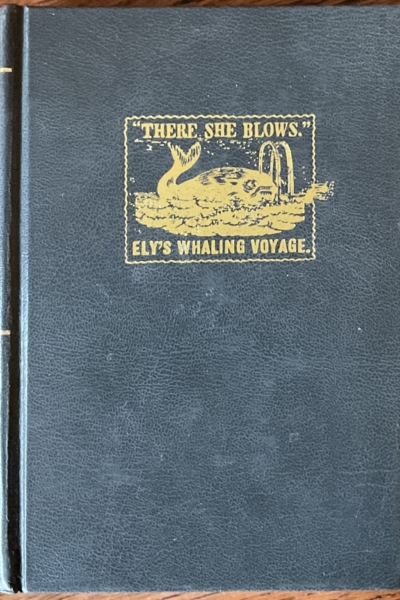 "THERE SHE BLOWS."
ELY'S WHALING VOYAGE.